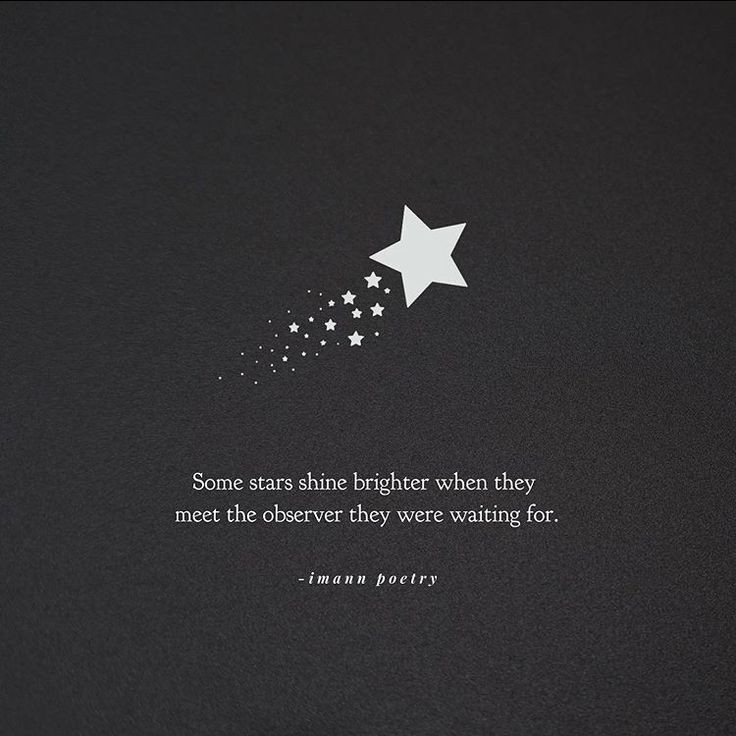 Some stars shine brighter when they
meet the observer they were waiting for.
-imann poetry